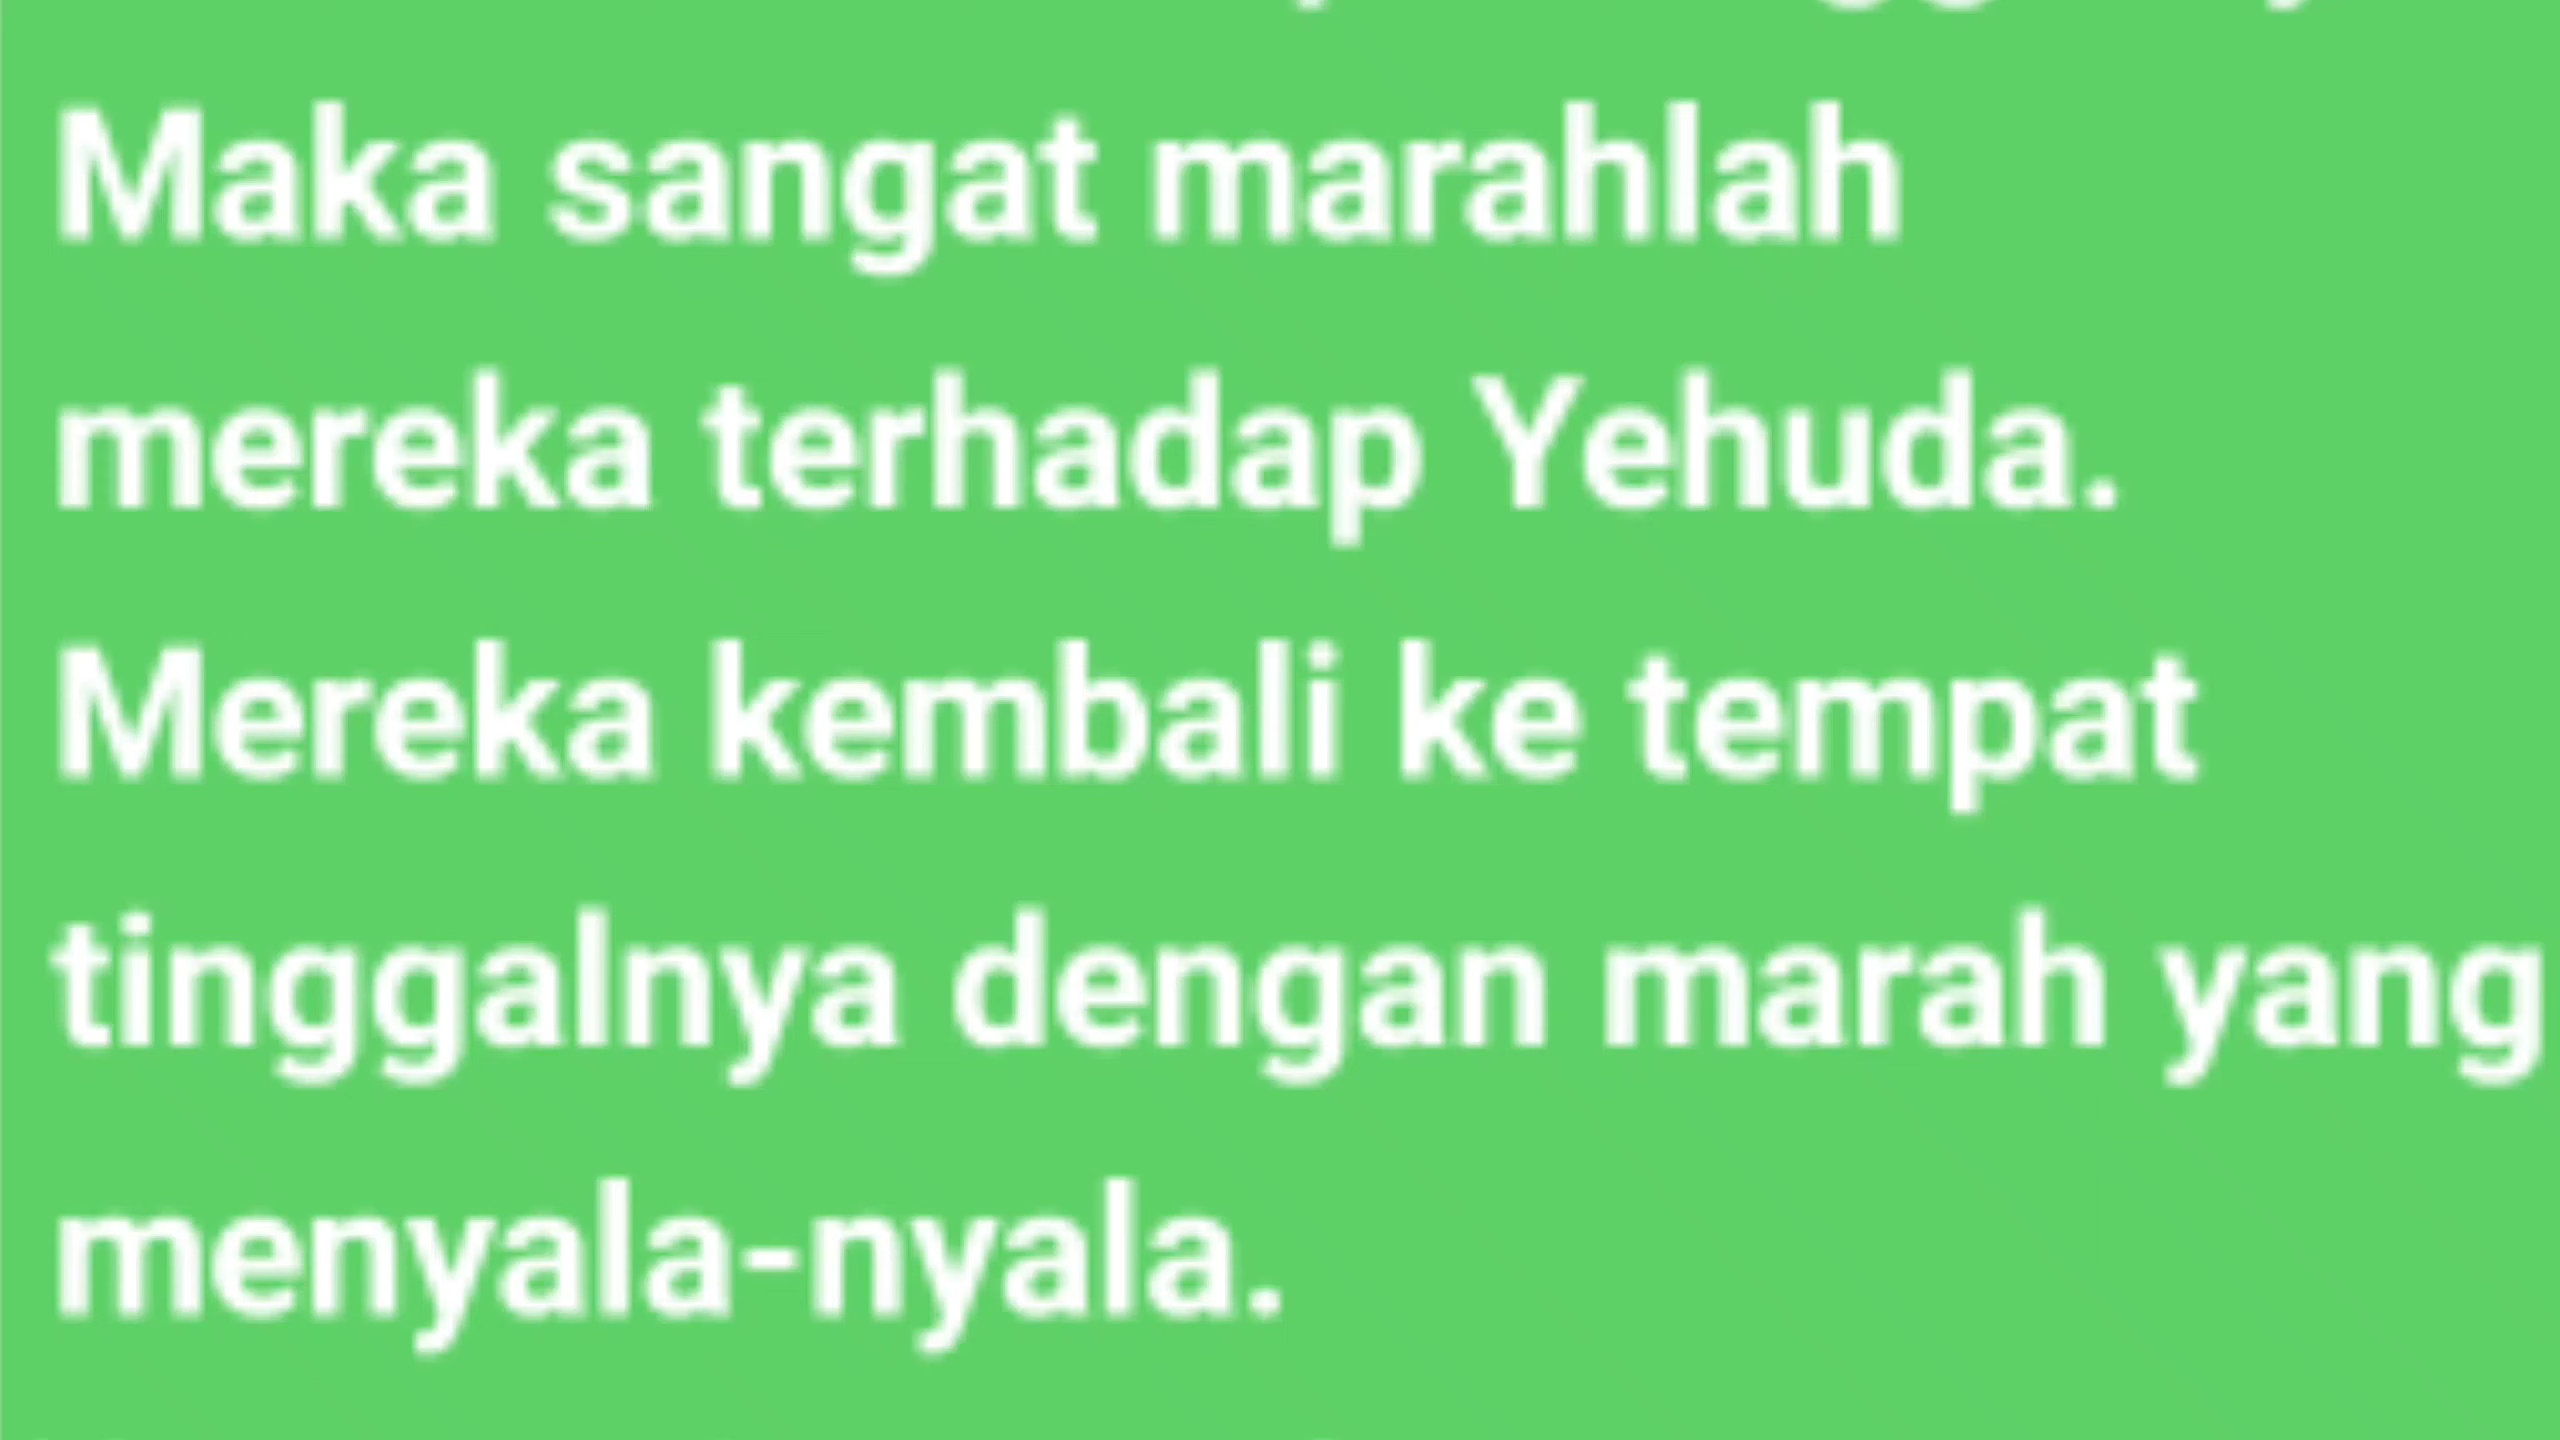 Maka sangat marahlah
mereka terhadap Yehuda.
Mereka kembali ke tempat
tinggalnya dengan marah yang
menyala-nyala.